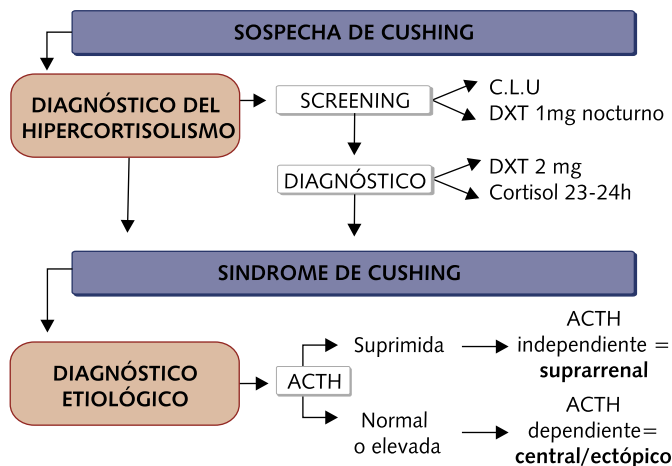 SOSPECHA DE CUSHING
DIAGNÓSTICO DEL
HIPERCORTISOLISMO
SCREENING
C.L.U
DXT 1mg nocturno
DIAGNÓSTICO
DXT 2 mg
Cortisol 23-24h
SINDROME DE CUSHING
DIAGNÓSTICO
ETIOLÓGICO
ACTH
Suprimida
ACTH
independiente =
suprarrenal
Normal
o elevada
ACTH
dependiente=
central/ectópico